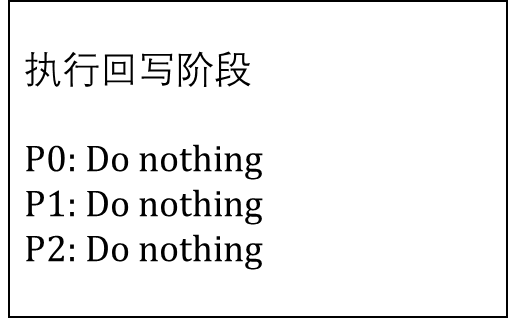 执行回写阶段
P0: Do nothing
P1: Do nothing
P2: Do nothing